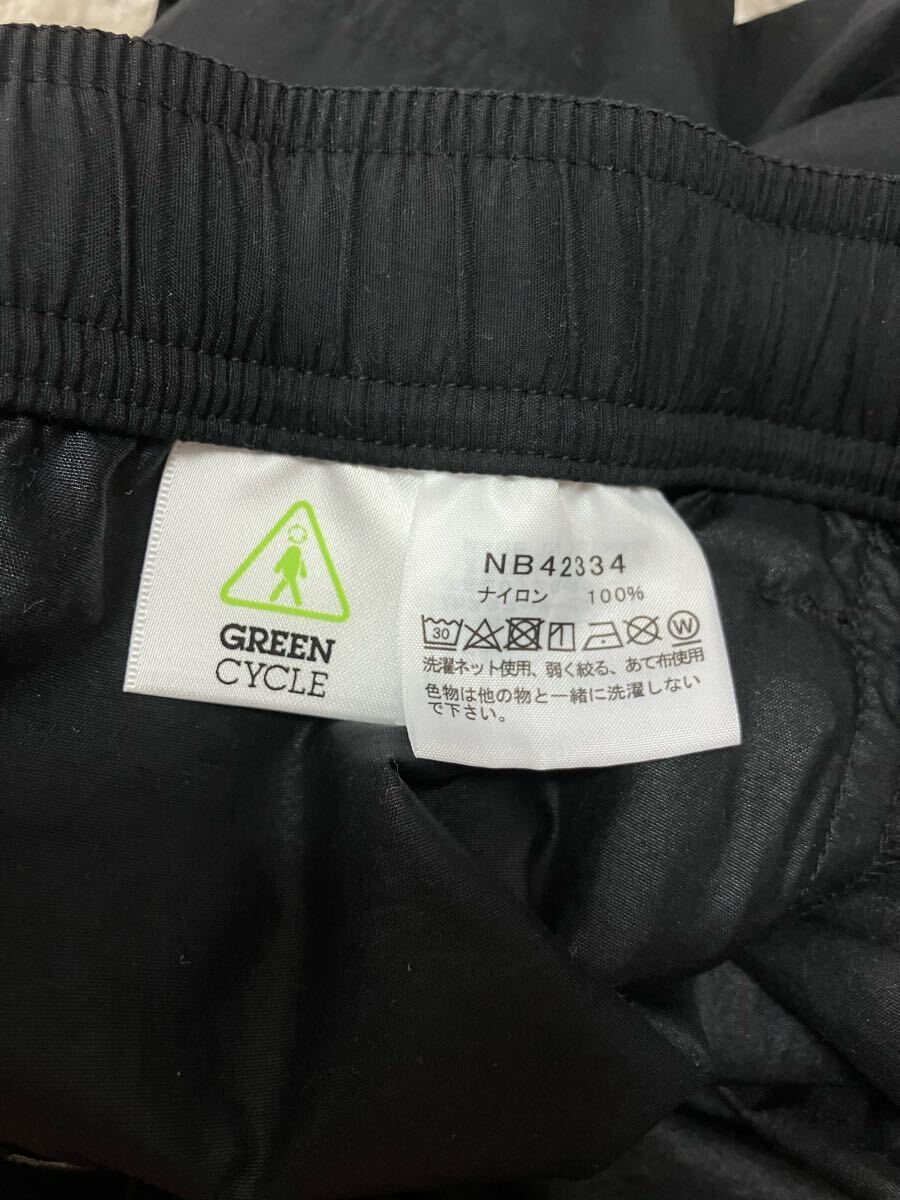 GREEN
CYCLE
NB42334
ナイロン 100%
30 W
洗濯ネット使用、弱く絞る、あて布使用
色物は他の物と一緒に洗濯しない
で下さい。